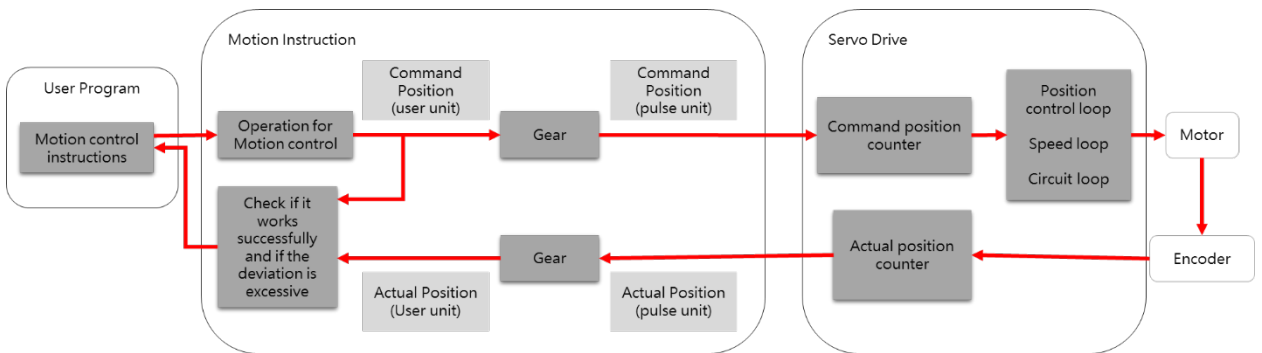 Motion Instruction
Servo Drive
User Program
Motion control
instructions
Operation for
Motion control
Command
Position
(user unit)
Gear
Command
Position
(pulse unit)
Command position
counter
Position
control loop
Speed loop
Circuit loop
Motor
Check if it
works
successfully
and if the
deviation is
excessive
Actual Position
(User unit)
Gear
Actual Position
(pulse unit)
Actual position
counter
Encoder